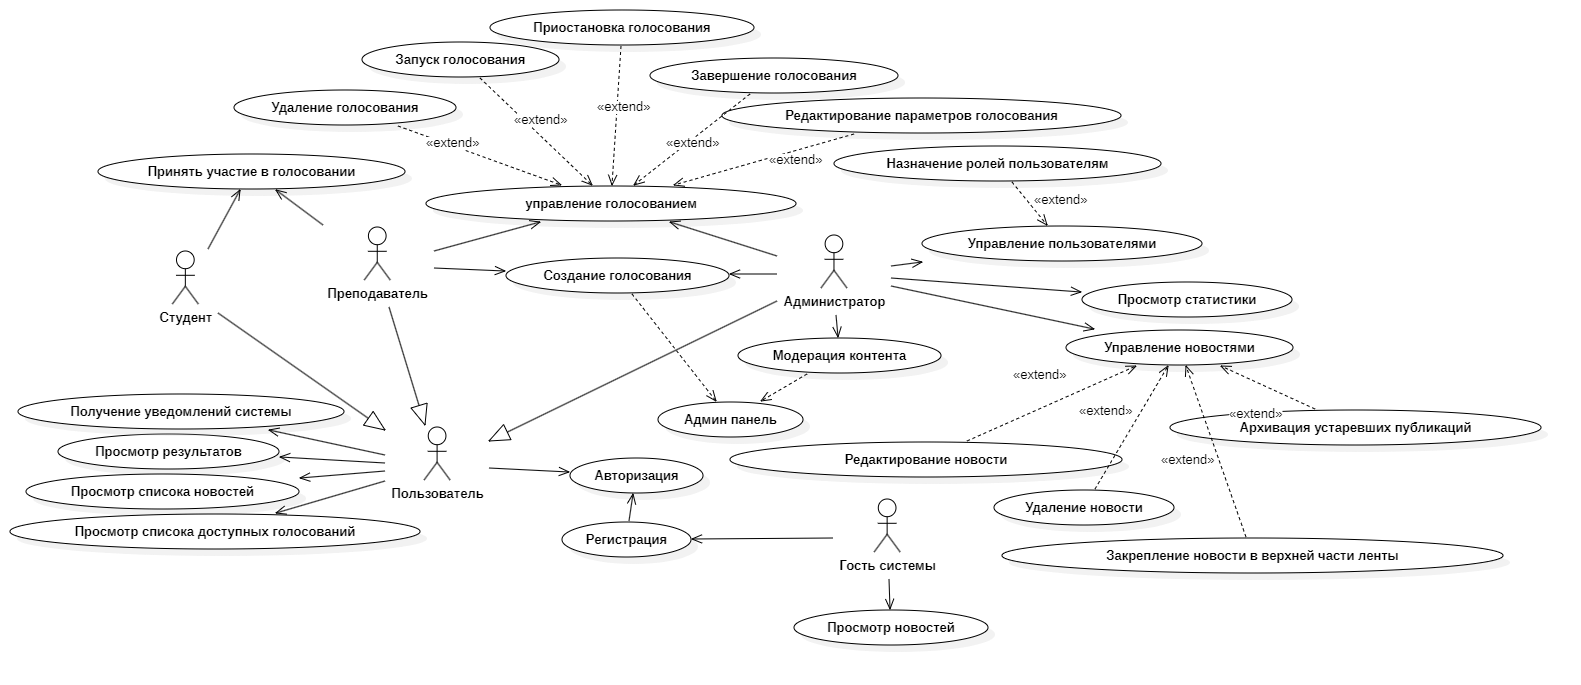 Приостановка голосования
Запуск голосования
Завершение голосования
Удаление голосования
«extend»
Редактирование параметров голосования
«extend»
«extend»
«extend»
«extend»
Принять участие в голосовании
Назначение ролей пользователям
«extend»
управление голосованием
Управление пользователями
Создание голосования
Преподаватель
Администратор
Просмотр статистики
Студент
Модерация контента
Управление новостями
«extend»
Получение уведомлений системы
Админ панель
«extend»
«extend»
Архивация устаревших публикаций
Просмотр результатов
Редактирование новости
«extend»
Просмотр списока новостей
Пользователь
Авторизация
Удаление новости
Просмотр списока доступных голосований
Регистрация
Гость системы
Закрепление новости в верхней части ленты
Просмотр новостей